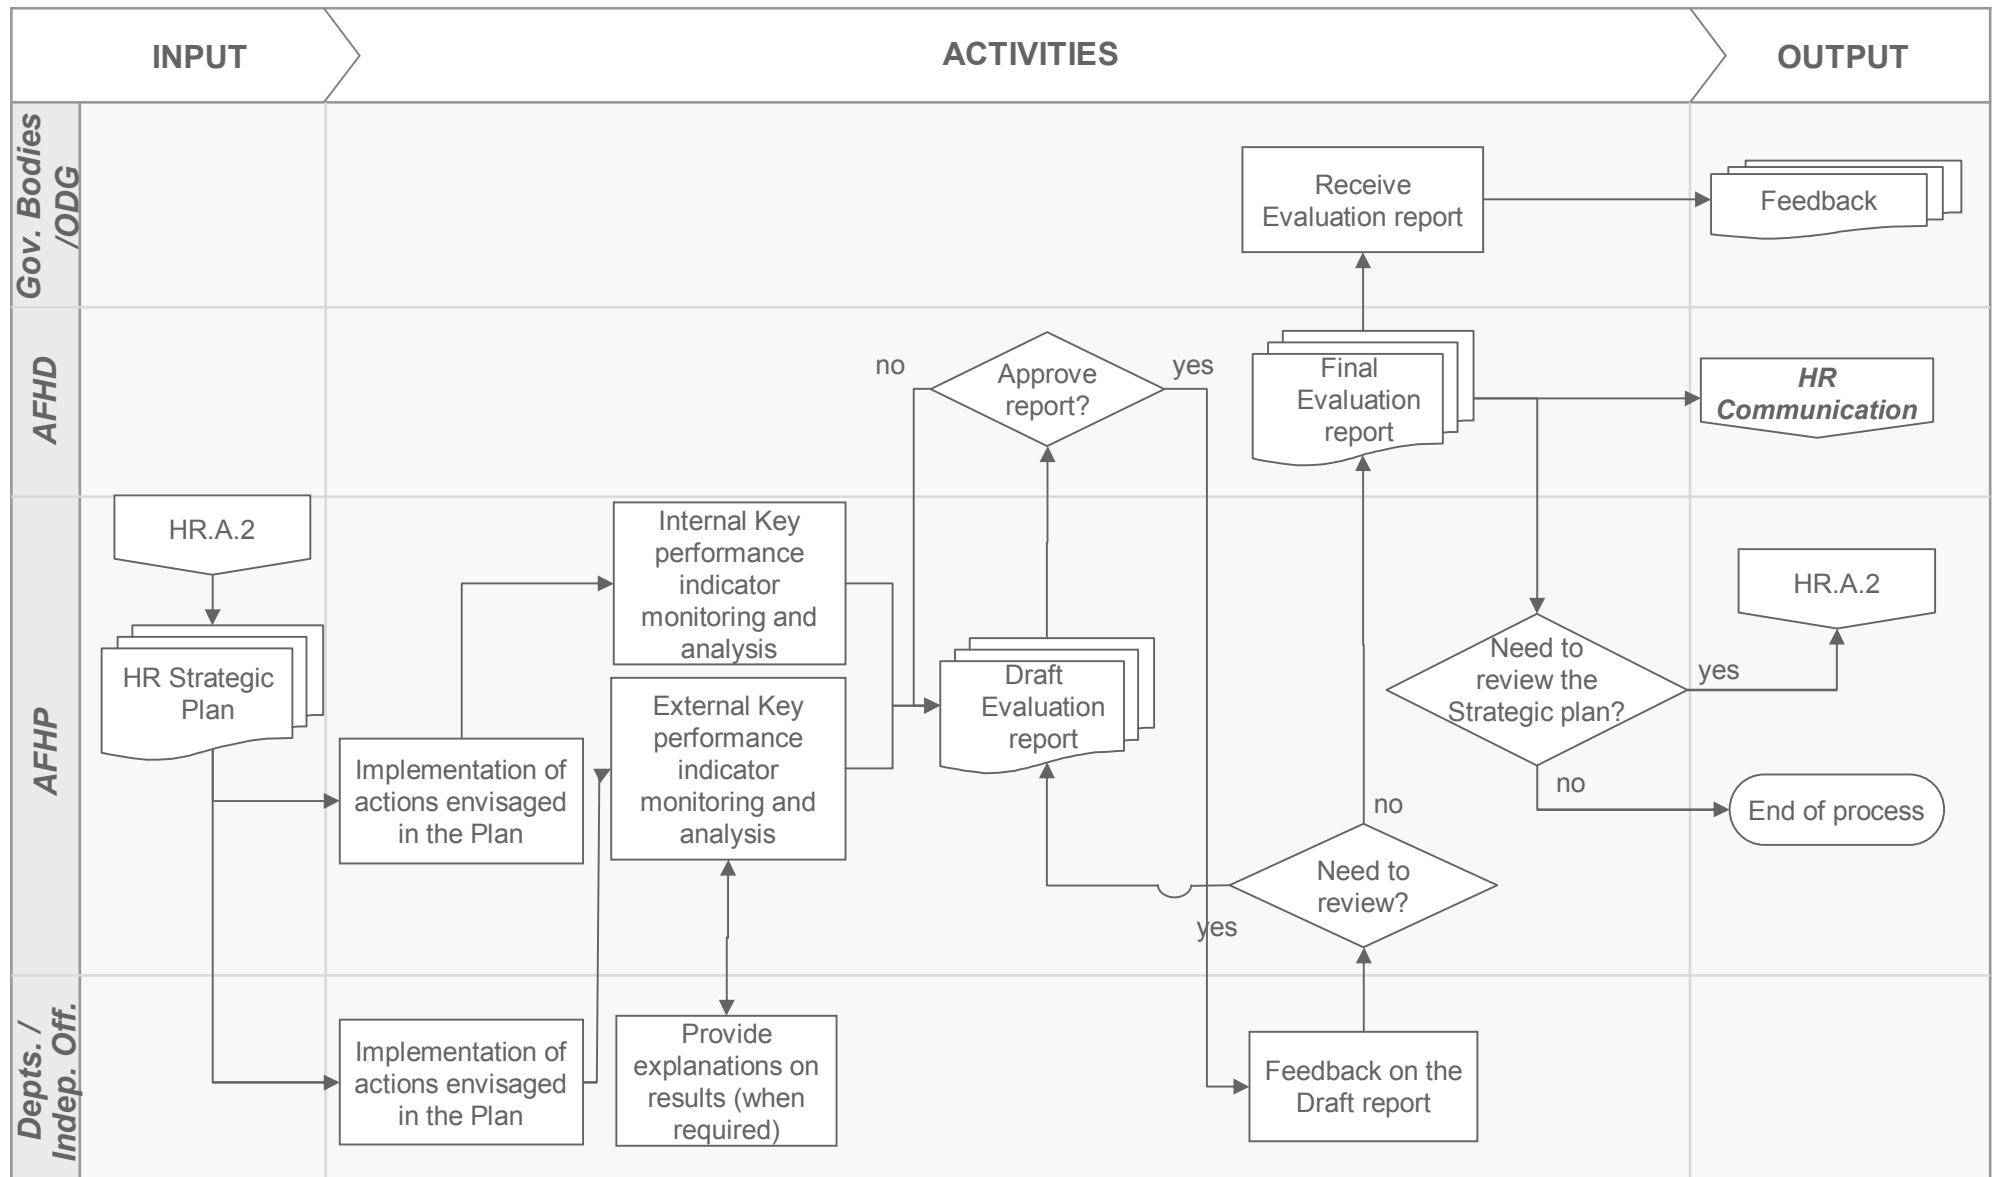 INPUT
ACTIVITIES
OUTPUT
Gov. Bodies
/ODG
Receive
Evaluation report
Feedback
AFHD
no
Approve
report?
yes
Final
Evaluation
report
HR
Communication
AFHP
HR.A.2
HR Strategic
Plan
Implementation of
actions envisaged
in the Plan
Internal Key
performance
indicator
monitoring and
analysis
External Key
performance
indicator
monitoring and
analysis
Draft
Evaluation
report
Need to
review?
no
yes
Need to
review the
Strategic plan?
yes
no
HR.A.2
End of process
Depts. /
Indep. Off.
Implementation of
actions envisaged
in the Plan
Provide
explanations on
results (when
required)
Feedback on the
Draft report